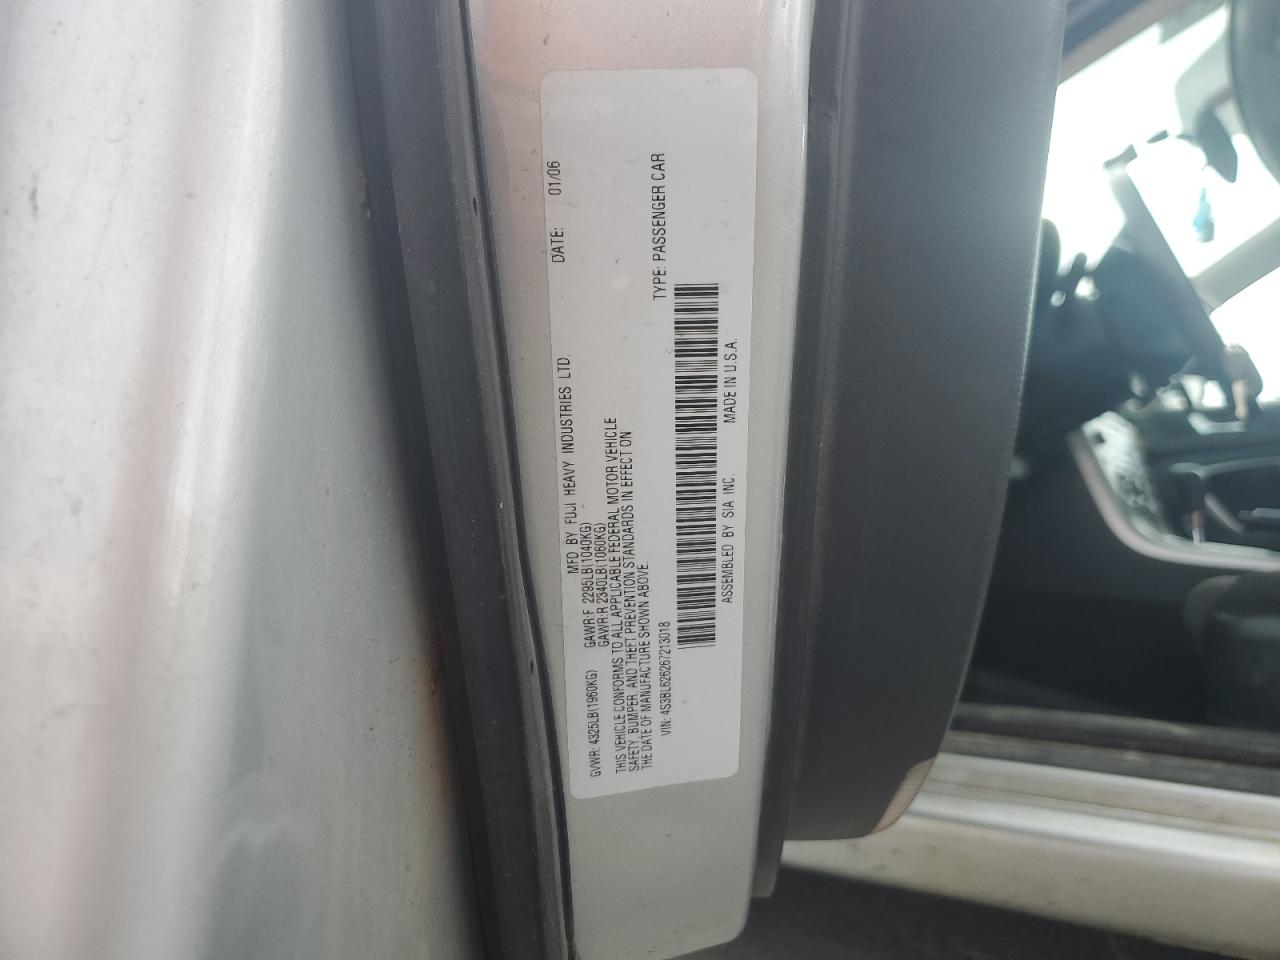 MFD BY FUJI HEAVY INDUSTRIES LTD. DATE: 01/06
GVWR: 4325LB(1960KG) GAWR:F 2295LB(1040KG)
GAWR:R 2340LB(1060KG)
THIS VEHICLE CONFORMS TO ALL APPLICABLE FEDERAL MOTOR VEHICLE
SAFETY, BUMPER, AND THEFT PREVENTION STANDARDS IN EFFECT ON
THE DATE OF MANUFACTURE SHOWN ABOVE.
VIN: 4S3BL626267213018 TYPE: PASSENGER CAR
ASSEMBLED BY SIA INC. MADE IN U.S.A.